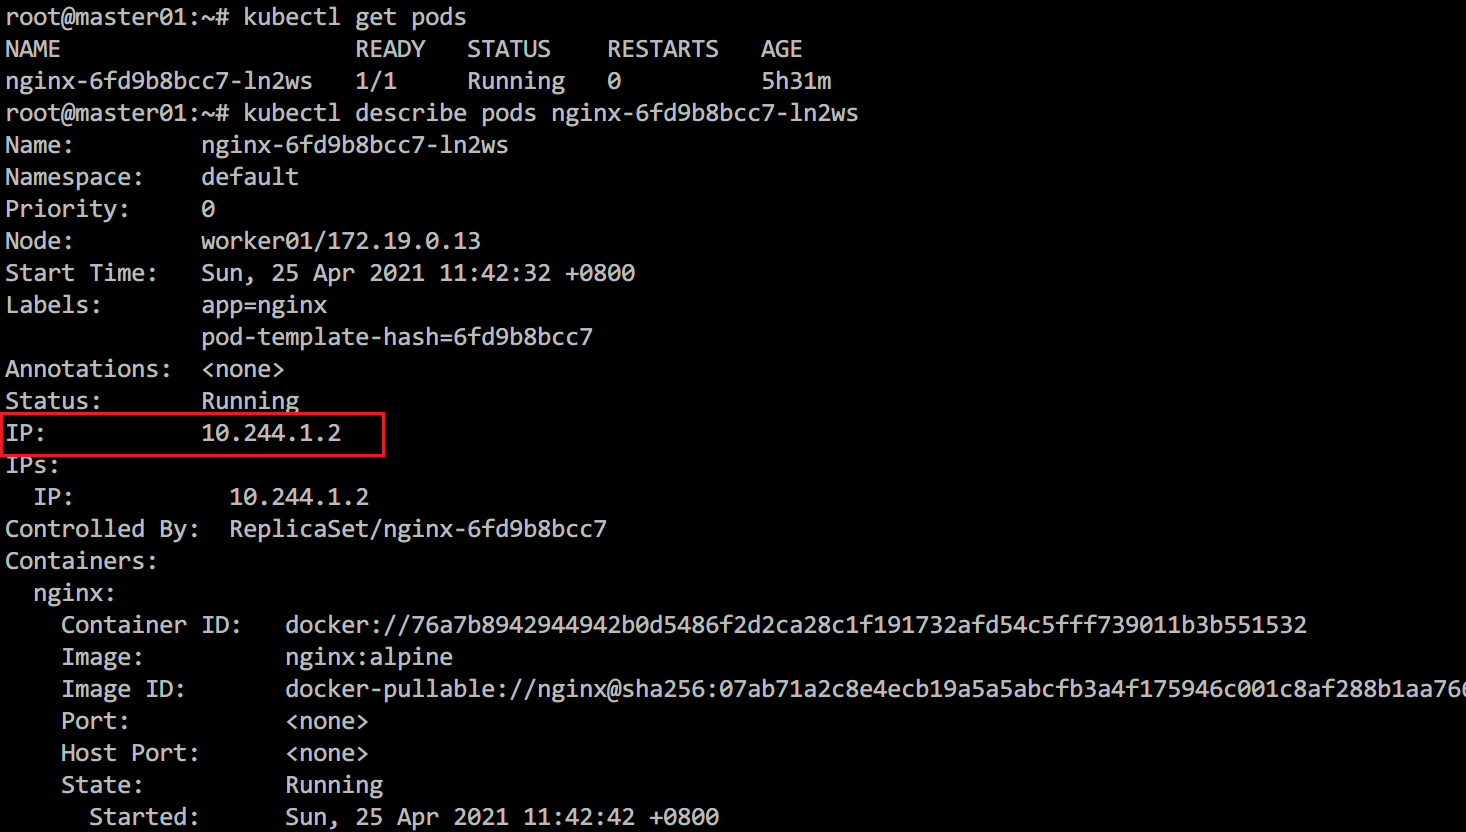 root@master01:~# kubectl get pods
NAME                     READY   STATUS    RESTARTS   AGE
nginx-6fd9b8bcc7-ln2ws   1/1     Running   0          5h31m
root@master01:~# kubectl describe pods nginx-6fd9b8bcc7-ln2ws
Name:         nginx-6fd9b8bcc7-ln2ws
Namespace:    default
Priority:     0
Node:         worker01/172.19.0.13
Start Time:   Sun, 25 Apr 2021 11:42:32 +0800
Labels:       app=nginx
              pod-template-hash=6fd9b8bcc7
Annotations:  <none>
Status:       Running
IP:           10.244.1.2
IPs:
  IP:           10.244.1.2
Controlled By:  ReplicaSet/nginx-6fd9b8bcc7
Containers:
  nginx:
    Container ID:   docker://76a7b8942944942b0d5486f2d2ca28c1f191732afd54c5fff739011b3b551532
    Image:          nginx:alpine
    Image ID:       docker-pullable://nginx@sha256:07ab71a2c8e4ecb19a5a5abcfb3a4f175946c001c8af288b1aa766
    Port:           <none>
    Host Port:      <none>
    State:          Running
      Started:      Sun, 25 Apr 2021 11:42:42 +0800